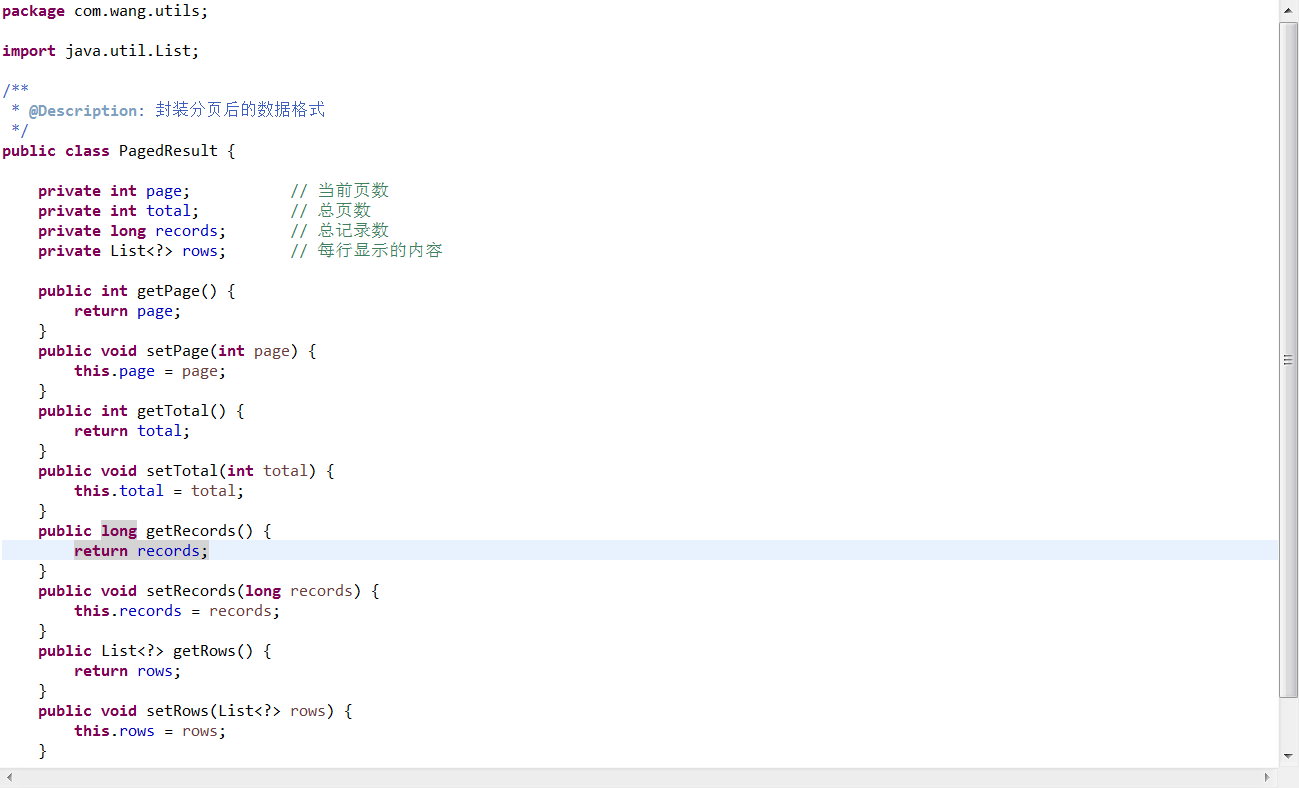 package com.wang.utils;
import java.util.List;
/**
 * @Description: 封装分页后的数据格式
 */
public class PagedResult {
    private int page;           // 当前页数
    private int total;          // 总页数
    private long records;       // 总记录数
    private List<?> rows;       // 每行显示的内容
    public int getPage() {
        return page;
    }
    public void setPage(int page) {
        this.page = page;
    }
    public int getTotal() {
        return total;
    }
    public void setTotal(int total) {
        this.total = total;
    }
    public long getRecords() {
        return records;
    }
    public void setRecords(long records) {
        this.records = records;
    }
    public List<?> getRows() {
        return rows;
    }
    public void setRows(List<?> rows) {
        this.rows = rows;
    }